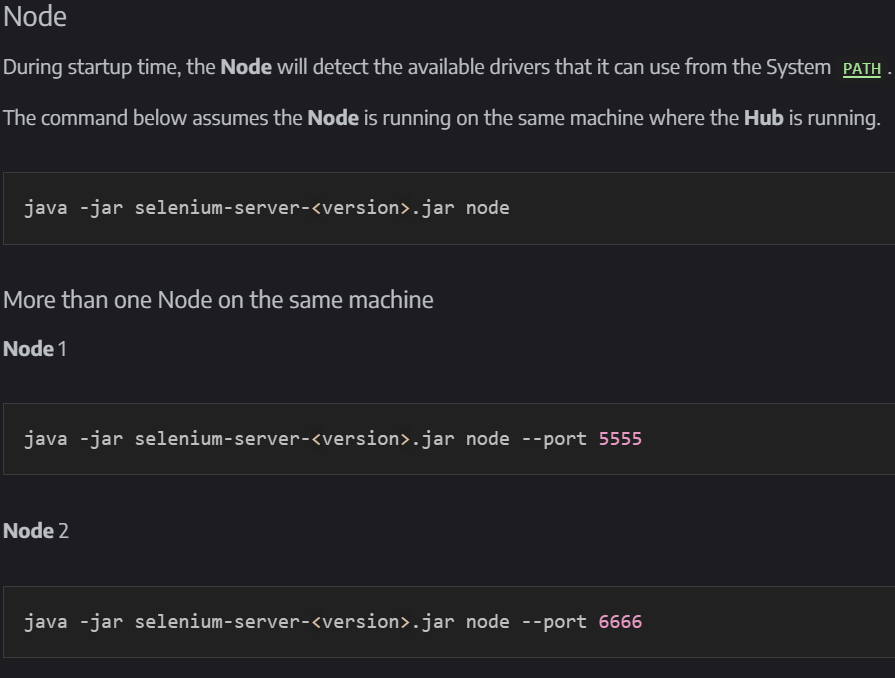 Node
During startup time, the Node will detect the available drivers that it can use from the System PATH .
The command below assumes the Node is running on the same machine where the Hub is running.
java -jar selenium-server-<version>.jar node
More than one Node on the same machine
Node 1
java -jar selenium-server-<version>.jar node --port 5555
Node 2
java -jar selenium-server-<version>.jar node --port 6666